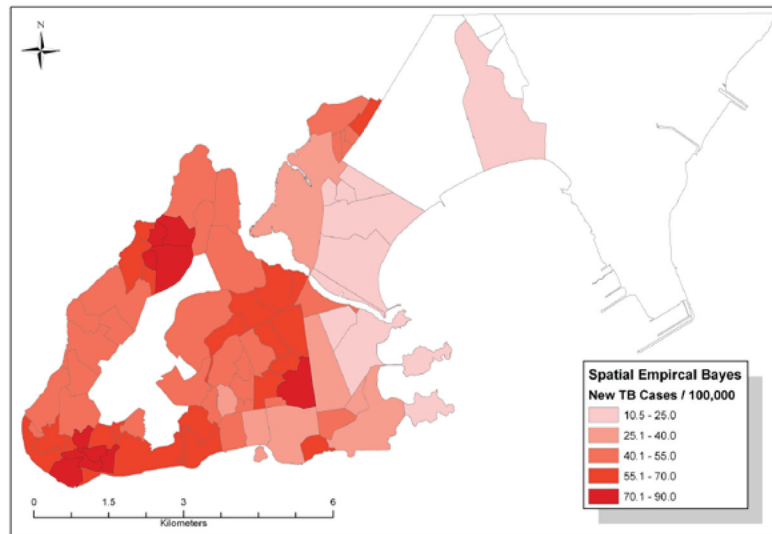 N
Spatial Empircal Bayes
New TB Cases / 100,000
10.5 - 25.0
25.1 - 40.0
40.1 - 55.0
55.1 - 70.0
70.1 - 90.0
0 1.5 3 6
Kilometers